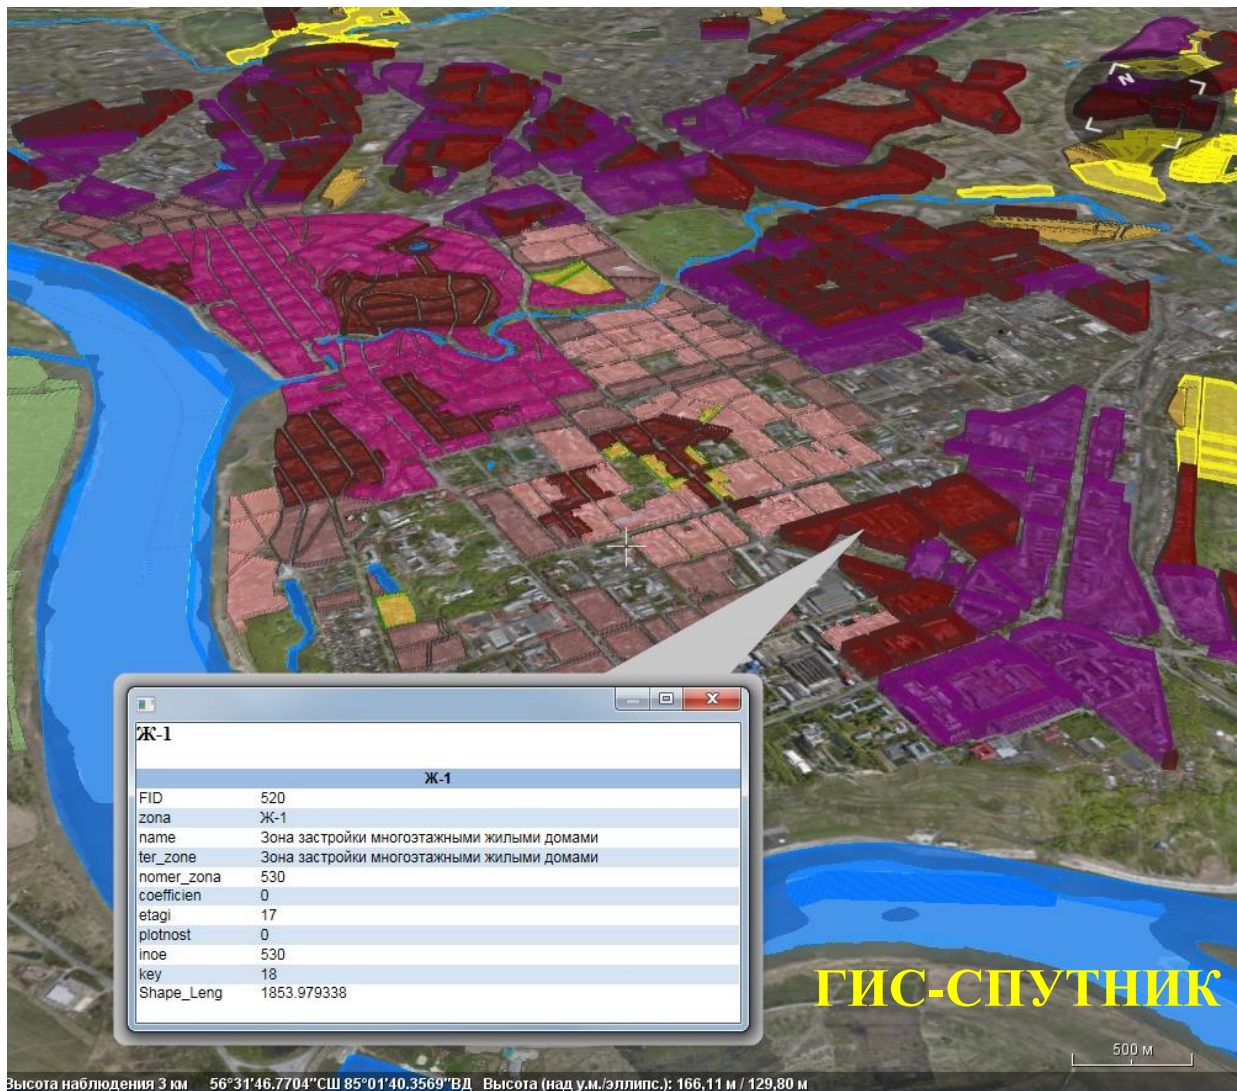 N
Ж-1
Ж-1
FID 520
zona Ж-1
name Зона застройки многоэтажными жилыми домами
ter_zone Зона застройки многоэтажными жилыми домами
nomer_zona 530
coefficien 0
etagi 17
plotnost 0
inoe 530
key 18
Shape_Leng 1853.979338
ГИС-СПУТНИК
500 м
Высота наблюдения 3 км 56°31'46.7704"СШ 85°01'40.3569"ВД Высота (над у.м./эллипс.): 166,11 м / 129,80 м